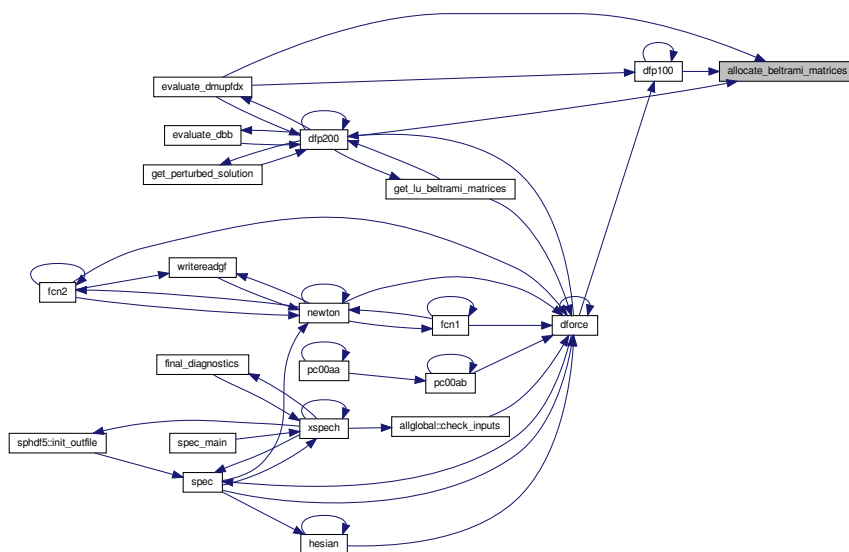 dfp100
allocate_beltrami_matrices
evaluate_dmupfdx
evaluate_dbb
dfp200
get_perturbed_solution
get_lu_beltrami_matrices
writereadgf
fcn2
newton
fcn1
dforce
final_diagnostics
pc00aa
pc00ab
allglobal::check_inputs
sphdf5::init_outfile
spec_main
xspech
spec
hesian